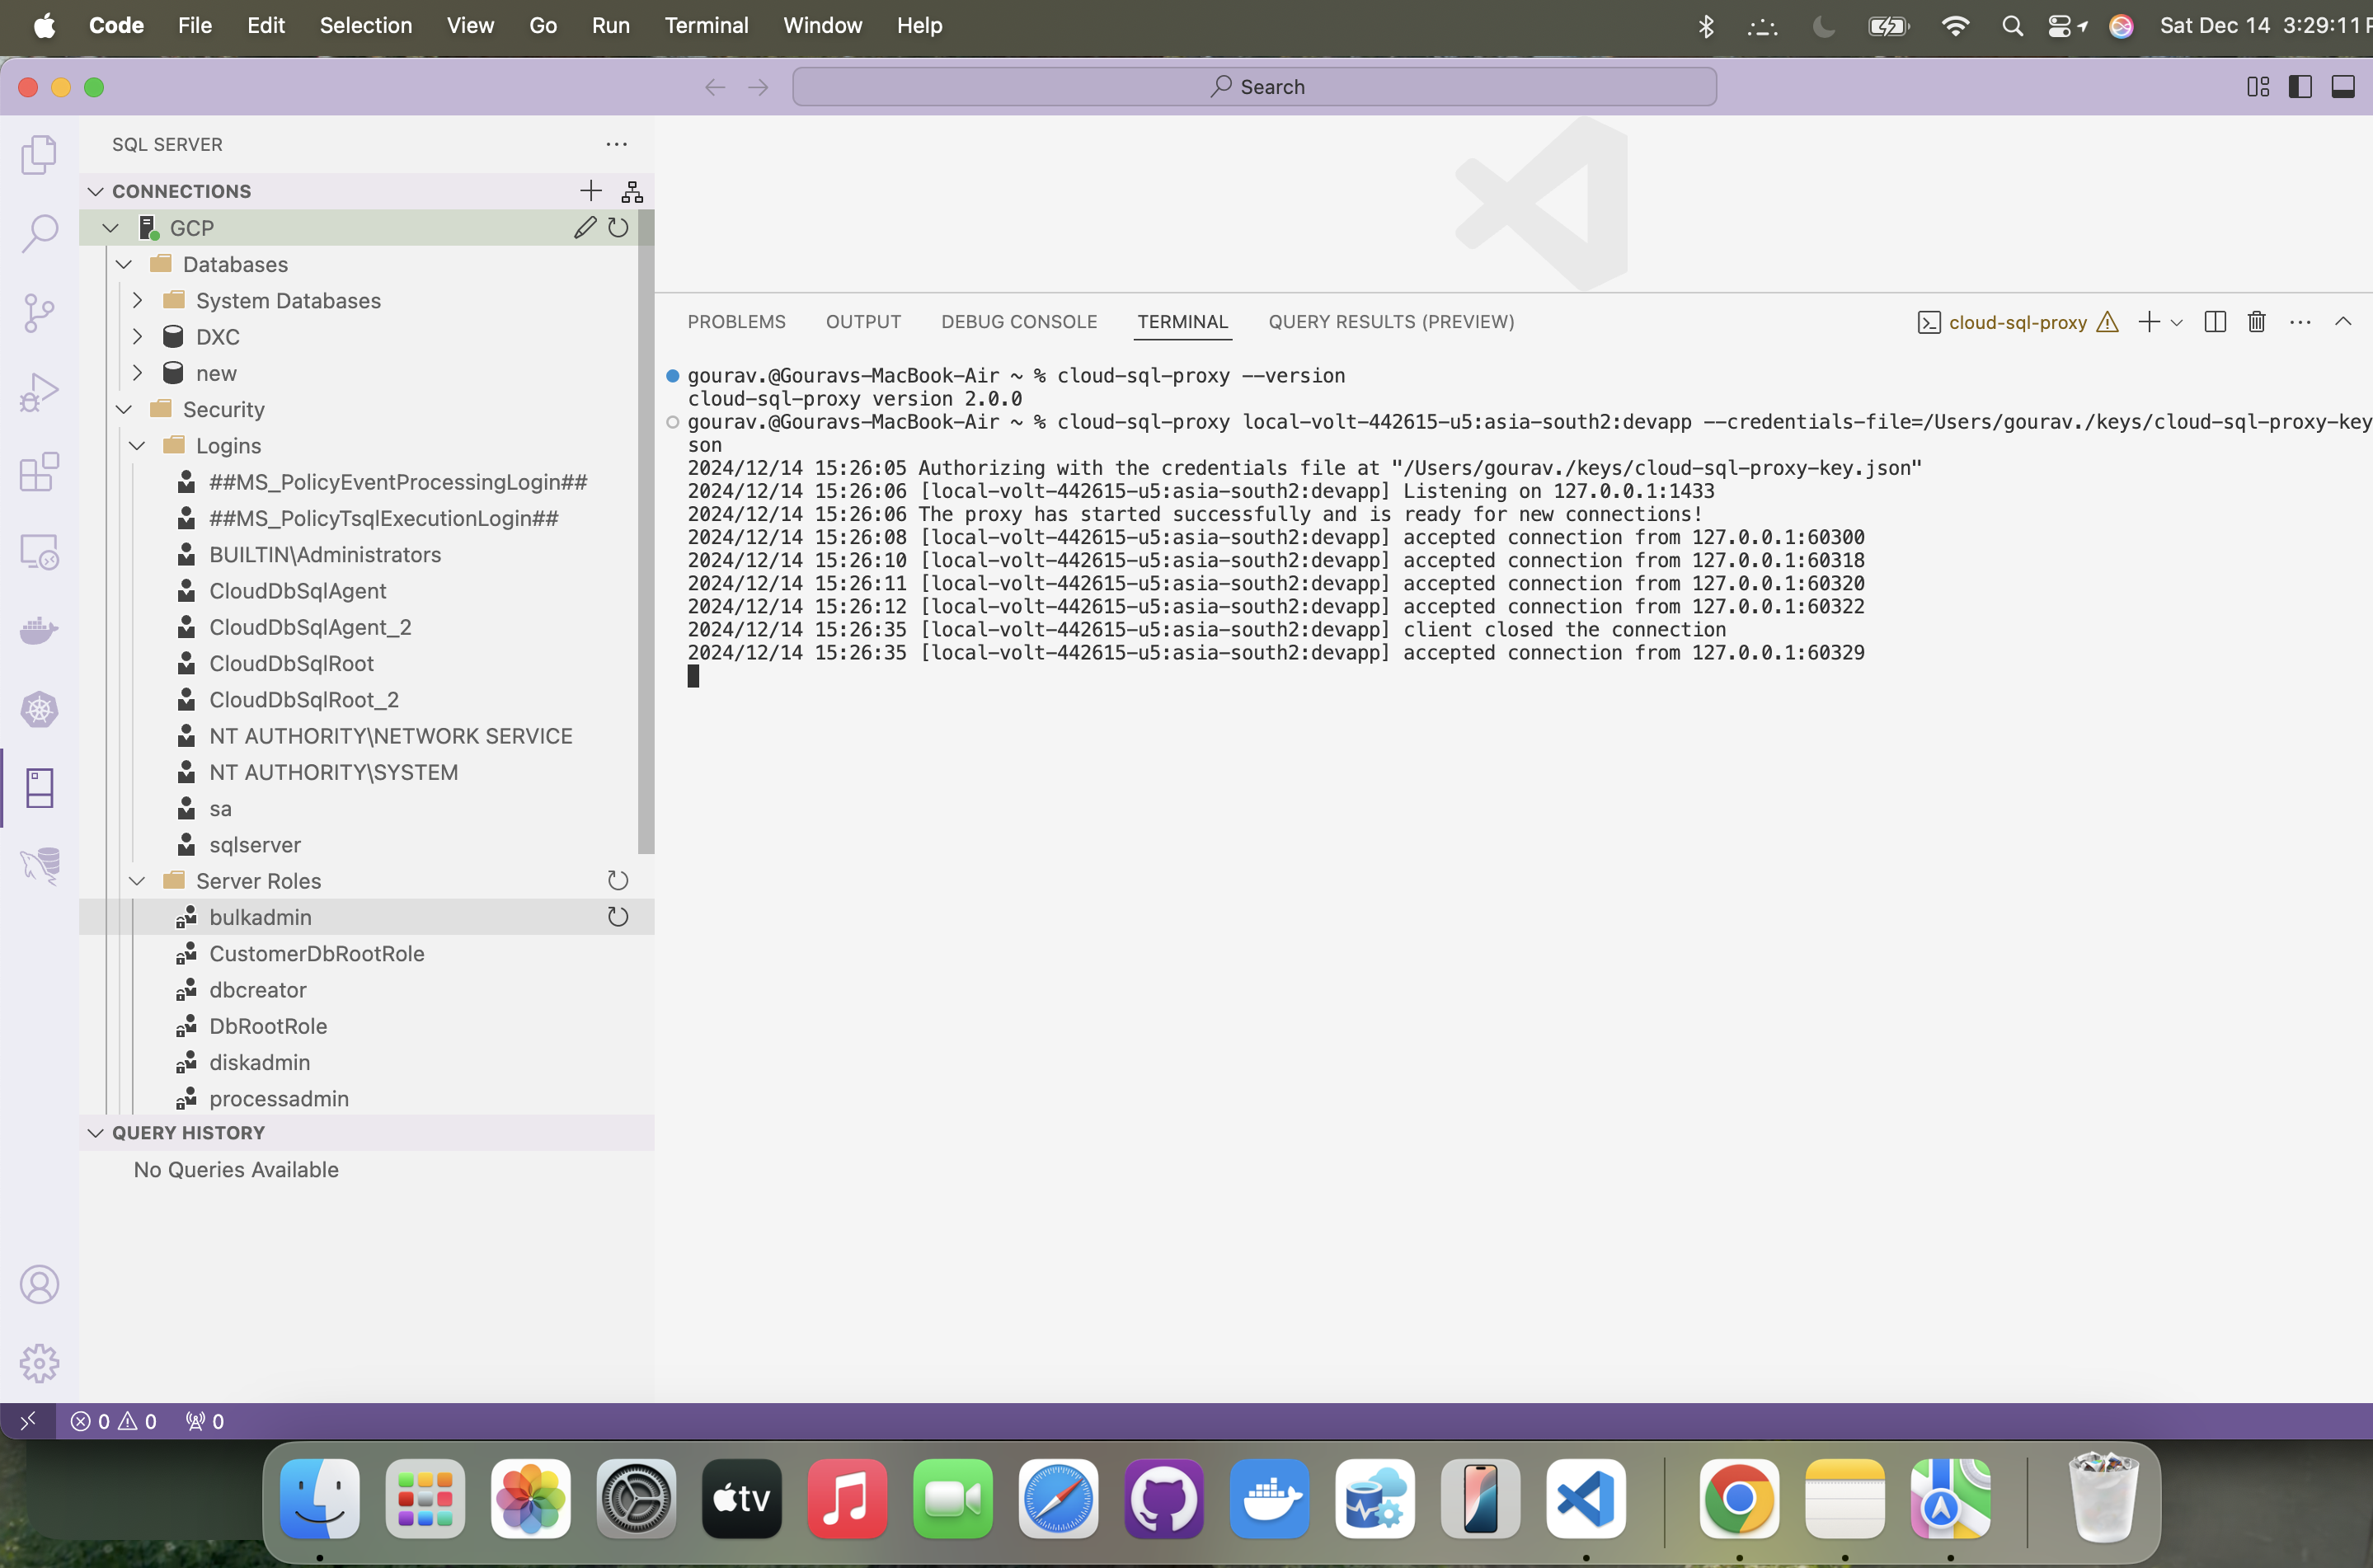 Code File Edit Selection View Go Run Terminal Window Help Sat Dec 14 3:29:11 P
Search
SQL SERVER
CONNECTIONS
GCP
Databases
System Databases
DXC
new
Security
Logins
##MS_PolicyEventProcessingLogin##
##MS_PolicyTsqlExecutionLogin##
BUILTIN\Administrators
CloudDbSqlAgent
CloudDbSqlAgent_2
CloudDbSqlRoot
CloudDbSqlRoot_2
NT AUTHORITY\NETWORK SERVICE
NT AUTHORITY\SYSTEM
sa
sqlserver
Server Roles
bulkadmin
CustomerDbRootRole
dbcreator
DbRootRole
diskadmin
processadmin
QUERY HISTORY
No Queries Available
PROBLEMS OUTPUT DEBUG CONSOLE TERMINAL QUERY RESULTS (PREVIEW) cloud-sql-proxy
gourav.@Gouravs-MacBook-Air ~ % cloud-sql-proxy --version
cloud-sql-proxy version 2.0.0
gourav.@Gouravs-MacBook-Air ~ % cloud-sql-proxy local-volt-442615-u5:asia-south2:devapp --credentials-file=/Users/gourav./keys/cloud-sql-proxy-key
son
2024/12/14 15:26:05 Authorizing with the credentials file at "/Users/gourav./keys/cloud-sql-proxy-key.json"
2024/12/14 15:26:06 [local-volt-442615-u5:asia-south2:devapp] Listening on 127.0.0.1:1433
2024/12/14 15:26:06 The proxy has started successfully and is ready for new connections!
2024/12/14 15:26:08 [local-volt-442615-u5:asia-south2:devapp] accepted connection from 127.0.0.1:60300
2024/12/14 15:26:10 [local-volt-442615-u5:asia-south2:devapp] accepted connection from 127.0.0.1:60318
2024/12/14 15:26:11 [local-volt-442615-u5:asia-south2:devapp] accepted connection from 127.0.0.1:60320
2024/12/14 15:26:12 [local-volt-442615-u5:asia-south2:devapp] accepted connection from 127.0.0.1:60322
2024/12/14 15:26:35 [local-volt-442615-u5:asia-south2:devapp] client closed the connection
2024/12/14 15:26:35 [local-volt-442615-u5:asia-south2:devapp] accepted connection from 127.0.0.1:60329
0 0 0
tv